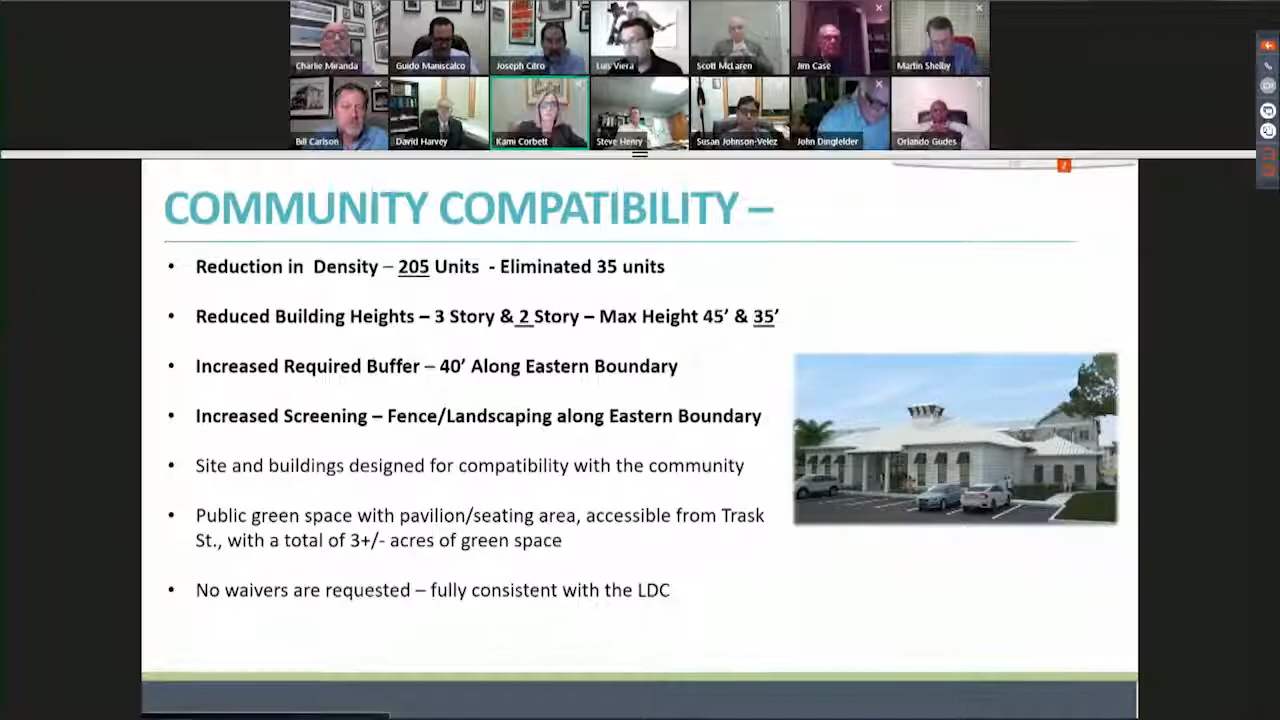 Charlie Miranda
Guido Maniscalco
Joseph Citro
Luis Viera
Scott McLaren
Jim Case
Martin Shelby
Bill Carlson
David Harvey
Kami Corbett
Steve Henry
Susan Johnson-Velez
John Dingfelder
Orlando Gudes
COMMUNITY COMPATIBILITY –
• Reduction in Density – 205 Units - Eliminated 35 units
• Reduced Building Heights – 3 Story & 2 Story – Max Height 45’ & 35’
• Increased Required Buffer – 40’ Along Eastern Boundary
• Increased Screening – Fence/Landscaping along Eastern Boundary
• Site and buildings designed for compatibility with the community
• Public green space with pavilion/seating area, accessible from Trask
St., with a total of 3+/- acres of green space
• No waivers are requested – fully consistent with the LDC